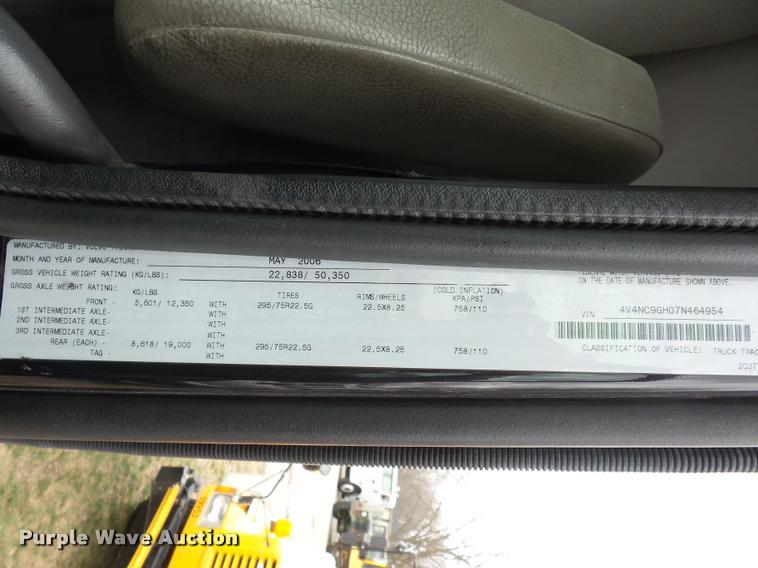 MANUFACTURED BY: VOLVO
MONTH AND YEAR OF MANUFACTURE: MAY 2006
GROSS VEHICLE WEIGHT RATING (KG/LBS): 22,838/ 50,350
GROSS AXLE WEIGHT RATING: KG/LBS TIRES RIMS/WHEELS (COLD INFLATION) KPA/PSI
FRONT - 5,601/ 12,350 WITH 295/75R22.5G 22.5X8.25 758/110
1ST INTERMEDIATE AXLE- WITH
2ND INTERMEDIATE AXLE- WITH
3RD INTERMEDIATE AXLE- WITH
REAR (EACH) - 8,618/ 19,000 WITH 295/75R22.5G 22.5X8.25 758/110
TAG - WITH
ON THE DATE OF MANUFACTURE SHOWN ABOVE.
VIN 4V4NC9GH07N464954
CLASSIFICATION OF VEHICLE: TRUCK TRAC
2037
Purple Wave Auction